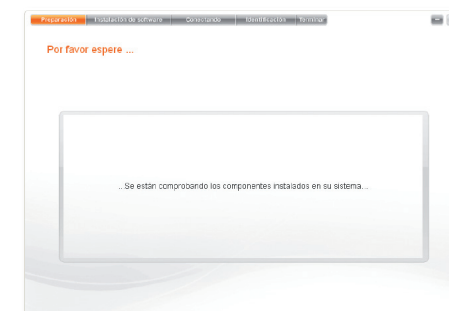 Preparación Instalación de software Conectando Identificación Terminar
Por favor espere ...
.. Se están comprobando los componentes instalados en su sistema...